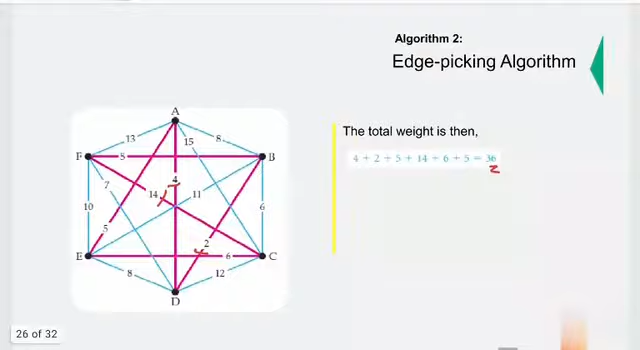 Algorithm 2:
Edge-picking Algorithm
A
13
8
15
F
5
B
4
7
14
11
10
6
5
2
E
6
C
8
12
D
The total weight is then,
4 + 2 + 5 + 14 + 6 + 5 = 36
26 of 32